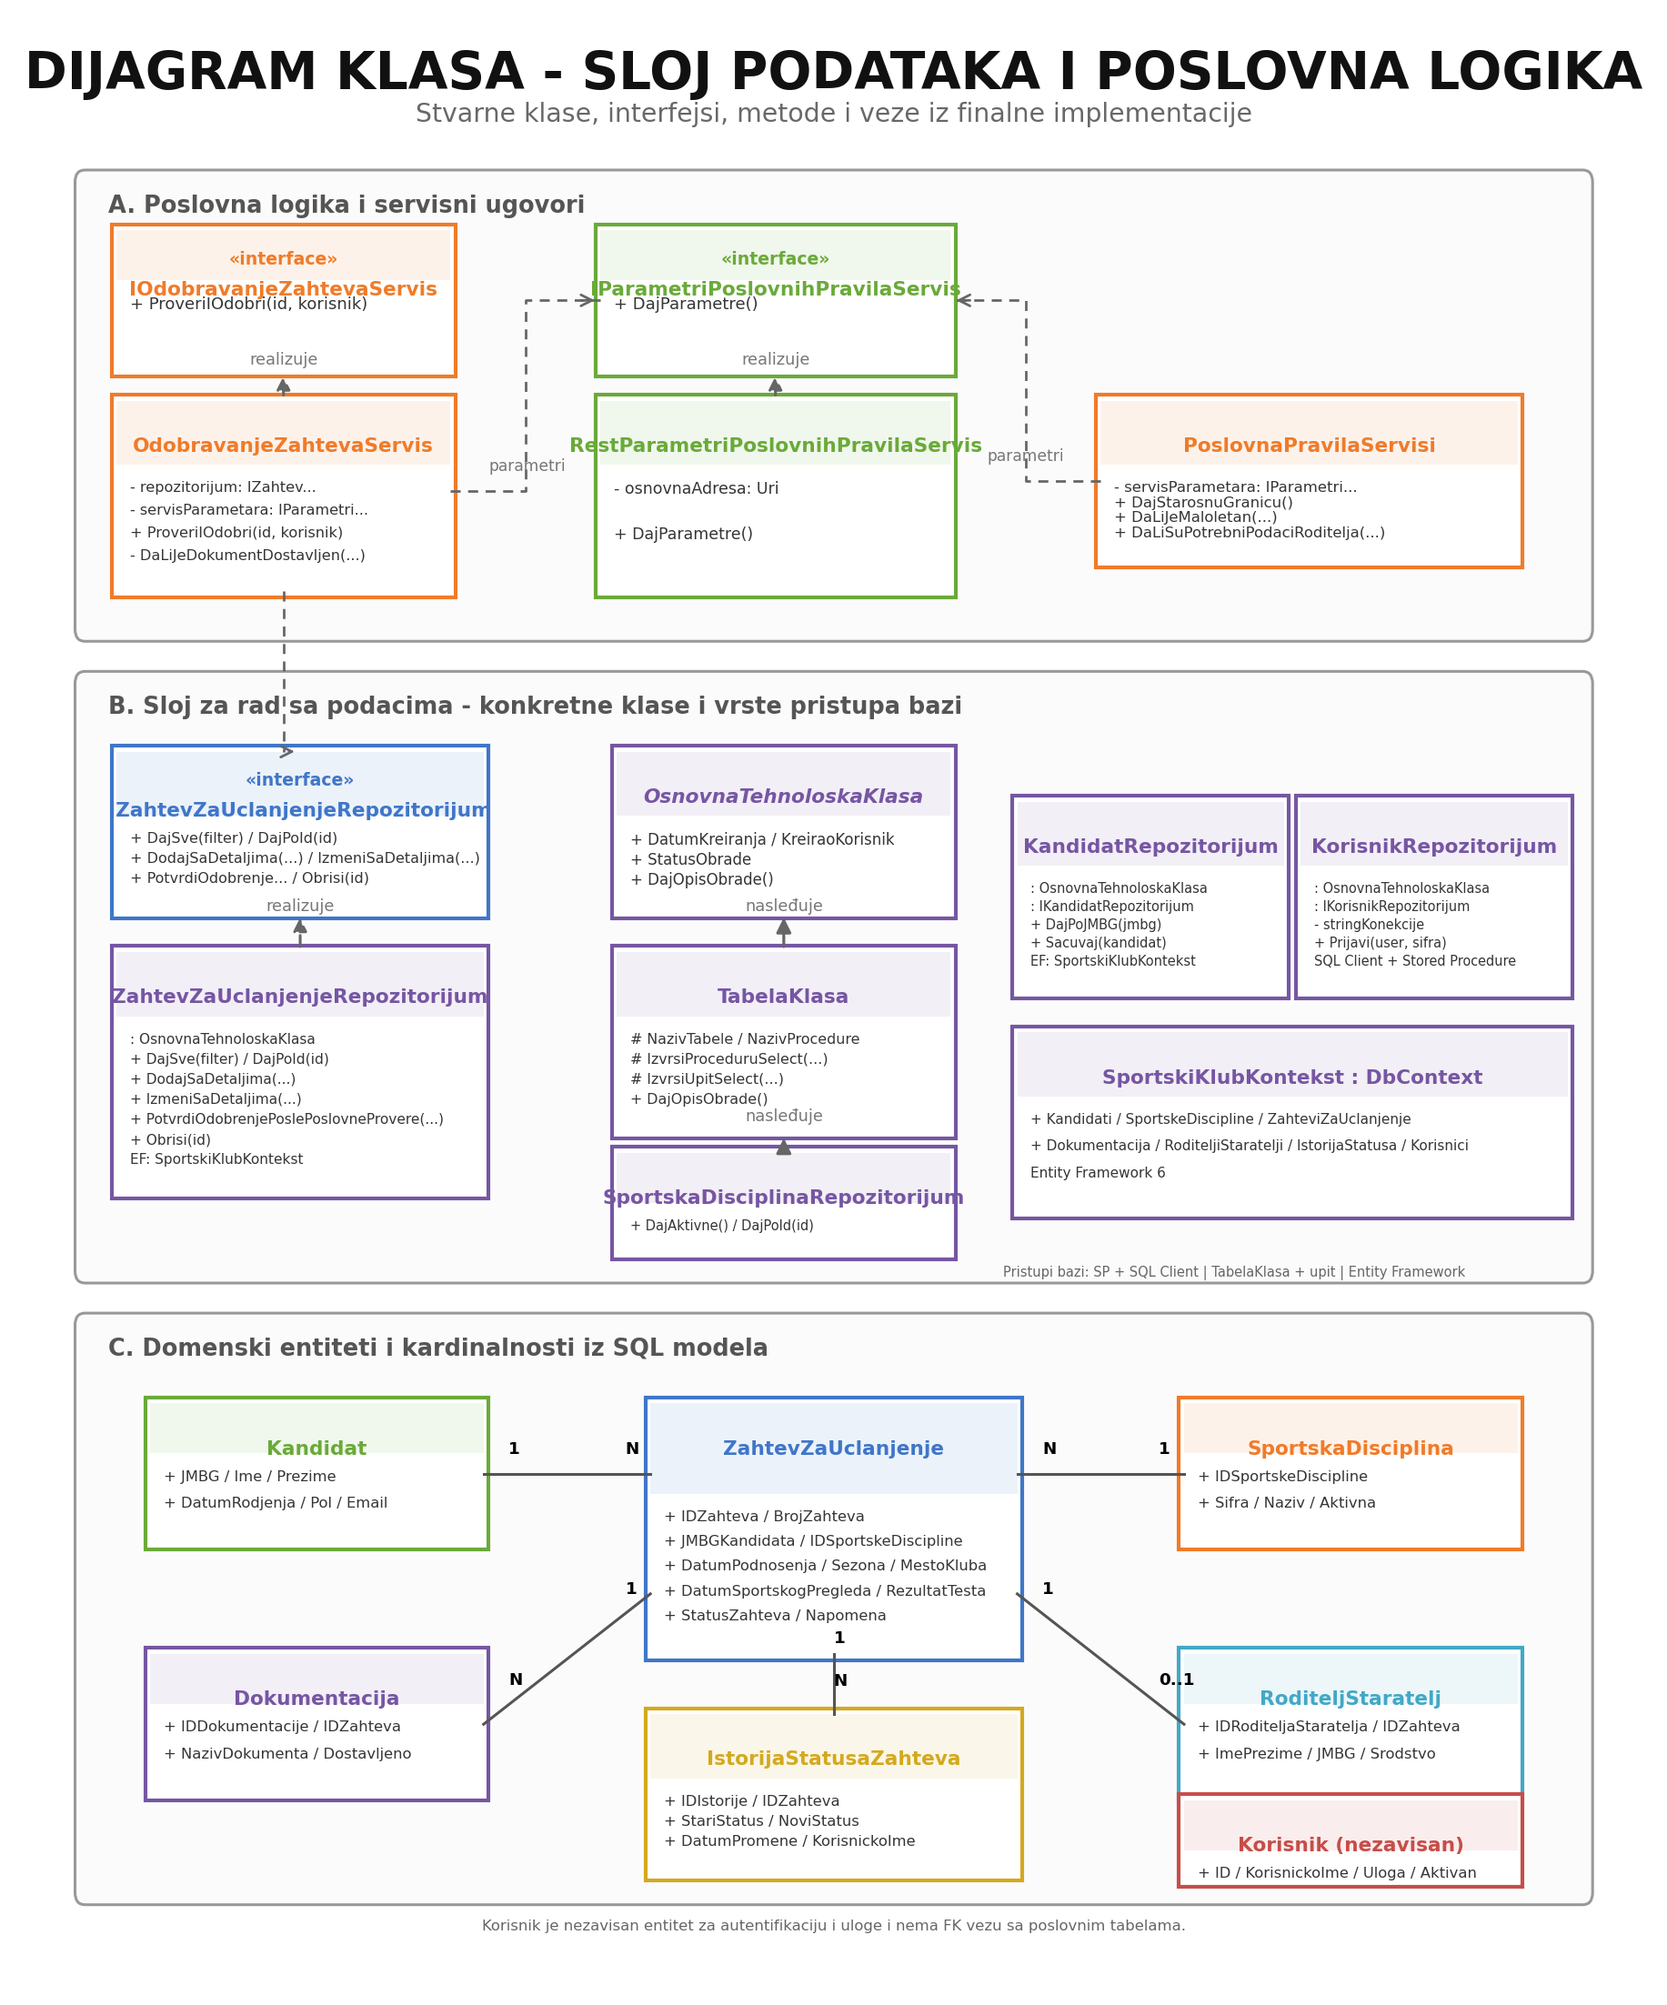 DIJAGRAM KLASA - SLOJ PODATAKA I POSLOVNA LOGIKA
Stvarne klase, interfejsi, metode i veze iz finalne implementacije
A. Poslovna logika i servisni ugovori
«interface»
IOdobravanjeZahtevaServis
+ ProveriIOdobri(id, korisnik)
realizuje
«interface»
IParametriPoslovnihPravilaServis
+ DajParametre()
realizuje
OdobravanjeZahtevaServis
- repozitorijum: IZahtev...
- servisParametara: IParametri...
+ ProveriIOdobri(id, korisnik)
- DaLiJeDokumentDostavljen(...)
parametri
RestParametriPoslovnihPravilaServis
- osnovnaAdresa: Uri
+ DajParametre()
parametri
PoslovnaPravilaServisi
- servisParametara: IParametri...
+ DajStarosnuGranicu()
+ DaLiJeMaloletan(...)
+ DaLiSuPotrebniPodaciRoditelja(...)
B. Sloj za rad sa podacima - konkretne klase i vrste pristupa bazi
«interface»
ZahtevZaUclanjenjeRepozitorijum
+ DajSve(filter) / DajPoId(id)
+ DodajSaDetaljima(...) / IzmeniSaDetaljima(...)
+ PotvrdiOdobrenje... / Obrisi(id)
realizuje
OsnovnaTehnoloskaKlasa
+ DatumKreiranja / KreiraoKorisnik
+ StatusObrade
+ DajOpisObrade()
nasleđuje
KandidatRepozitorijum
: OsnovnaTehnoloskaKlasa
: IKandidatRepozitorijum
+ DajPoJMBG(jmbg)
+ Sacuvaj(kandidat)
EF: SportskiKlubKontekst
KorisnikRepozitorijum
: OsnovnaTehnoloskaKlasa
: IKorisnikRepozitorijum
- stringKonekcije
+ Prijavi(user, sifra)
SQL Client + Stored Procedure
ZahtevZaUclanjenjeRepozitorijum
: OsnovnaTehnoloskaKlasa
+ DajSve(filter) / DajPoId(id)
+ DodajSaDetaljima(...)
+ IzmeniSaDetaljima(...)
+ PotvrdiOdobrenjePoslePoslovneProvere(...)
+ Obrisi(id)
EF: SportskiKlubKontekst
TabelaKlasa
# NazivTabele / NazivProcedure
# IzvrsiProceduruSelect(...)
# IzvrsiUpitSelect(...)
+ DajOpisObrade()
nasleđuje
SportskaDisciplinaRepozitorijum
+ DajAktivne() / DajPoId(id)
SportskiKlubKontekst : DbContext
+ Kandidati / SportskeDiscipline / ZahteviZaUclanjenje
+ Dokumentacija / RoditeljiStaratelji / IstorijaStatusa / Korisnici
Entity Framework 6
Pristupi bazi: SP + SQL Client | TabelaKlasa + upit | Entity Framework
C. Domenski entiteti i kardinalnosti iz SQL modela
Kandidat
+ JMBG / Ime / Prezime
+ DatumRodjenja / Pol / Email
1
N
ZahtevZaUclanjenje
+ IDZahteva / BrojZahteva
+ JMBGKandidata / IDSportskeDiscipline
+ DatumPodnosenja / Sezona / MestoKluba
+ DatumSportskogPregleda / RezultatTesta
+ StatusZahteva / Napomena
N
1
SportskaDisciplina
+ IDSportskeDiscipline
+ Sifra / Naziv / Aktivna
1
N
1
N
1
0..1
Dokumentacija
+ IDDokumentacije / IDZahteva
+ NazivDokumenta / Dostavljeno
IstorijaStatusaZahteva
+ IDIstorije / IDZahteva
+ StariStatus / NoviStatus
+ DatumPromene / KorisnickoIme
RoditeljStaratelj
+ IDRoditeljaStaratelja / IDZahteva
+ ImePrezime / JMBG / Srodstvo
Korisnik (nezavisan)
+ ID / KorisnickoIme / Uloga / Aktivan
Korisnik je nezavisan entitet za autentifikaciju i uloge i nema FK vezu sa poslovnim tabelama.